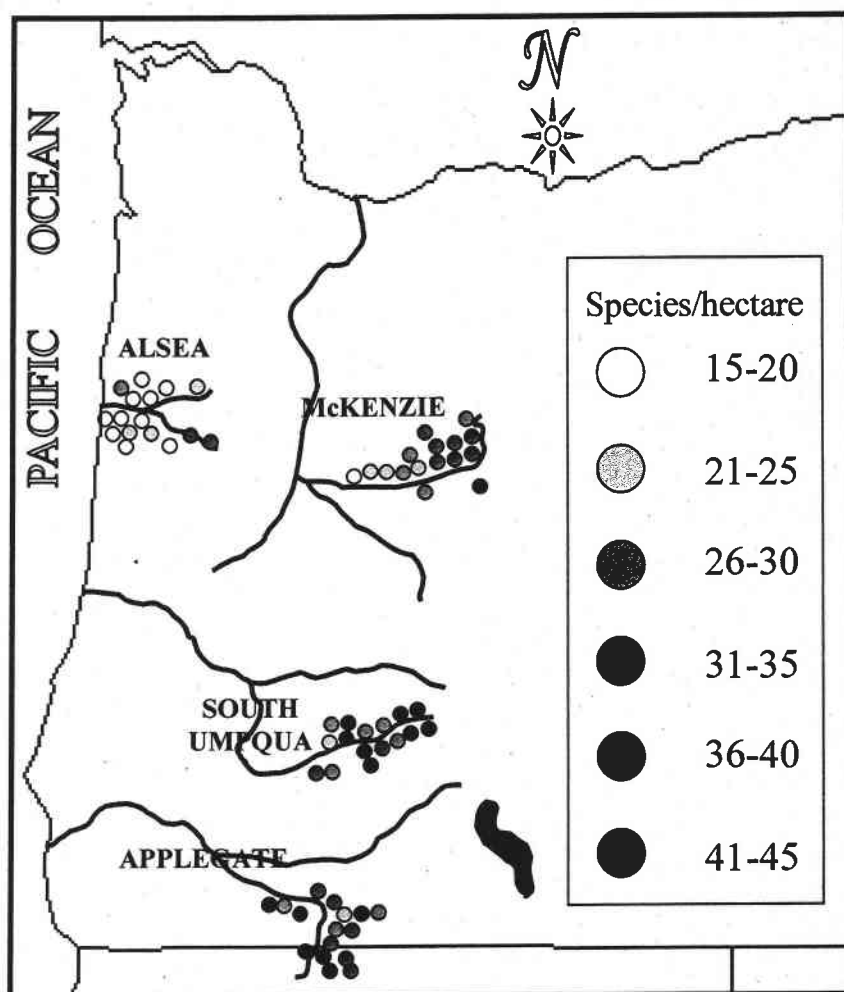 N
PACIFIC OCEAN
ALSEA
McKENZIE
SOUTH
UMPQUA
APPLEGATE
Species/hectare
15-20
21-25
26-30
31-35
36-40
41-45